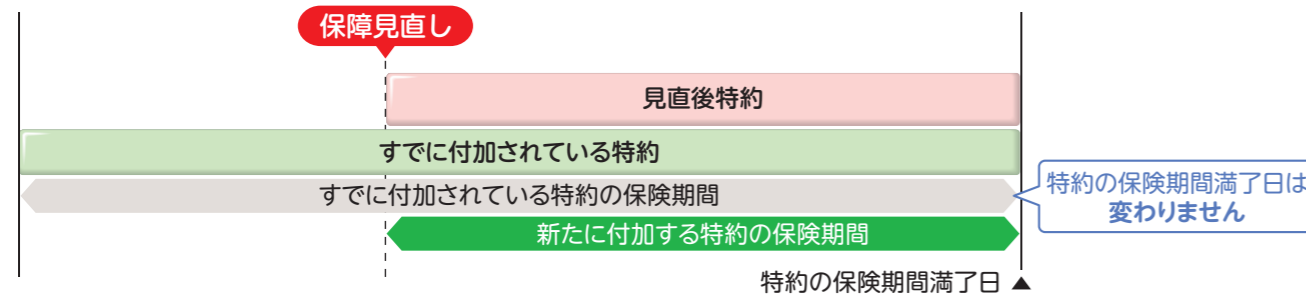 保障見直し
見直後特約
すでに付加されている特約
すでに付加されている特約の保険期間
特約の保険期間満了日は
変わりません
新たに付加する特約の保険期間
特約の保険期間満了日 ▲